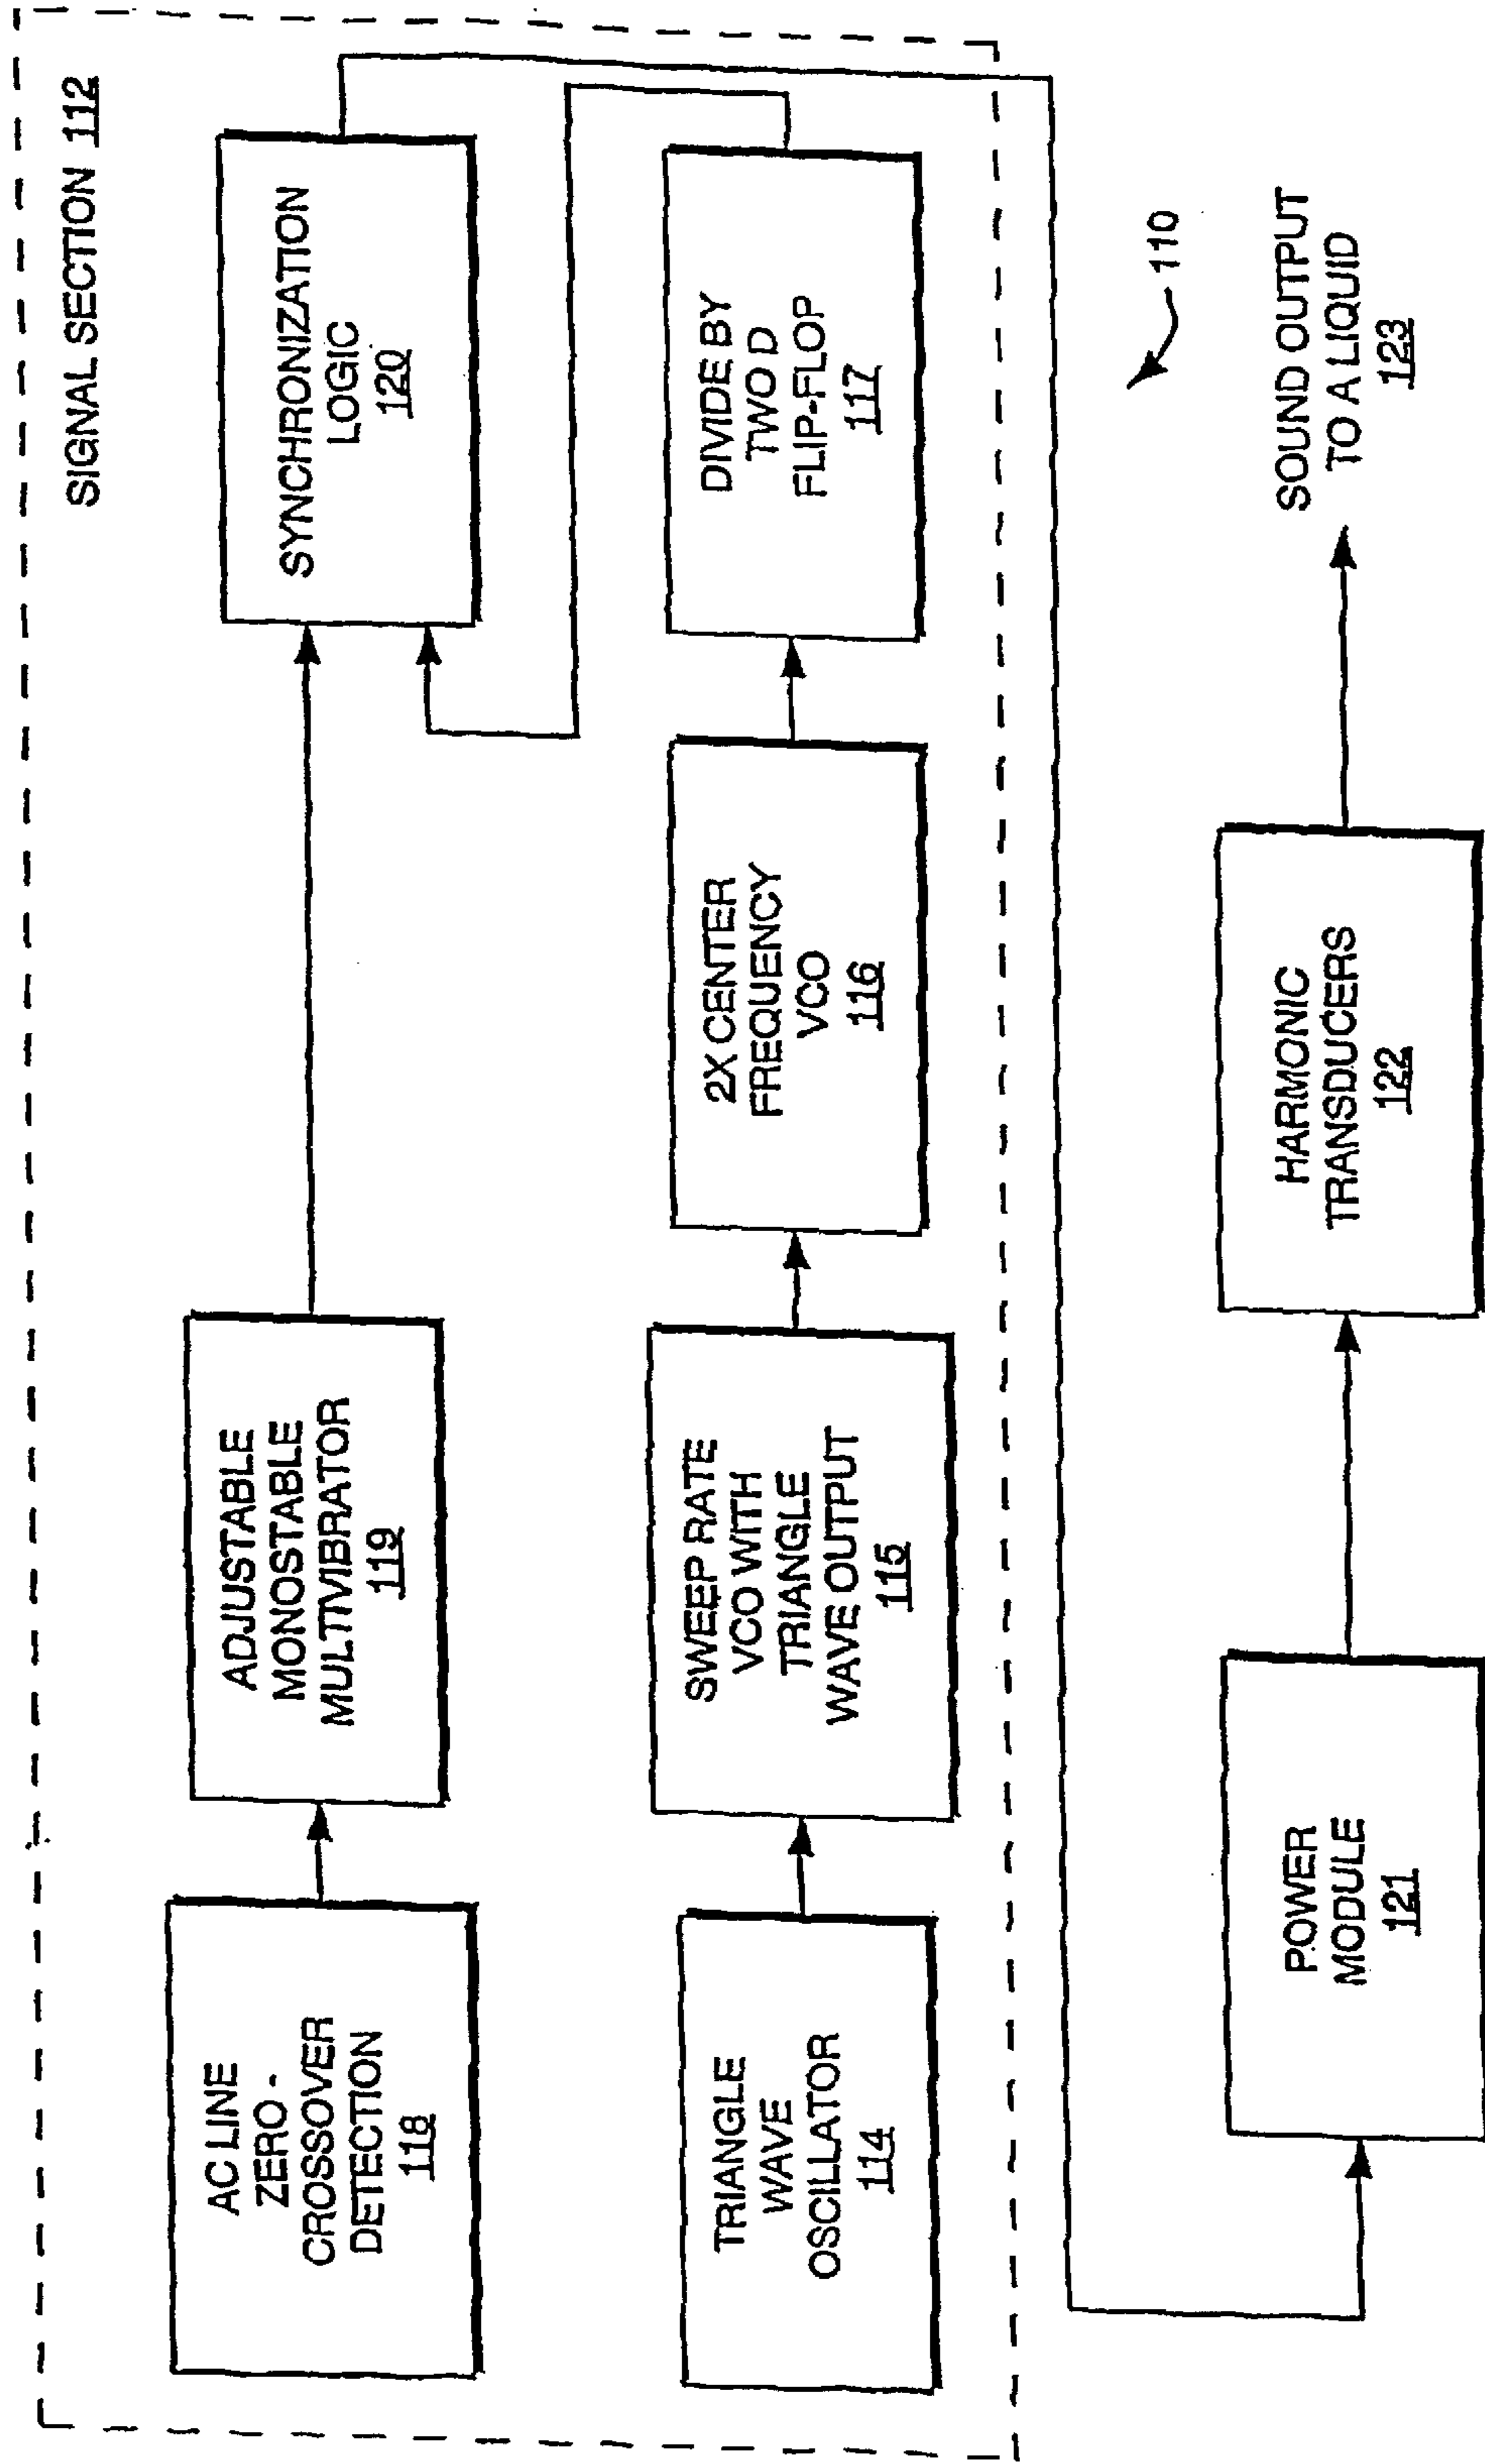 SIGNAL SECTION 112
AC LINE
ZERO -
CROSSOVER
DETECTION
118
ADJUSTABLE
MONOSTABLE
MULTIVIBRATOR
119
SYNCHRONIZATION
LOGIC
120
TRIANGLE
WAVE
OSCILLATOR
114
SWEEP RATE
VCO WITH
TRIANGLE
WAVE OUTPUT
115
2X CENTER
FREQUENCY
VCO
116
DIVIDE BY
TWO D
FLIP-FLOP
117
110
POWER
MODULE
121
HARMONIC
TRANSDUCERS
122
SOUND OUTPUT
TO A LIQUID
123